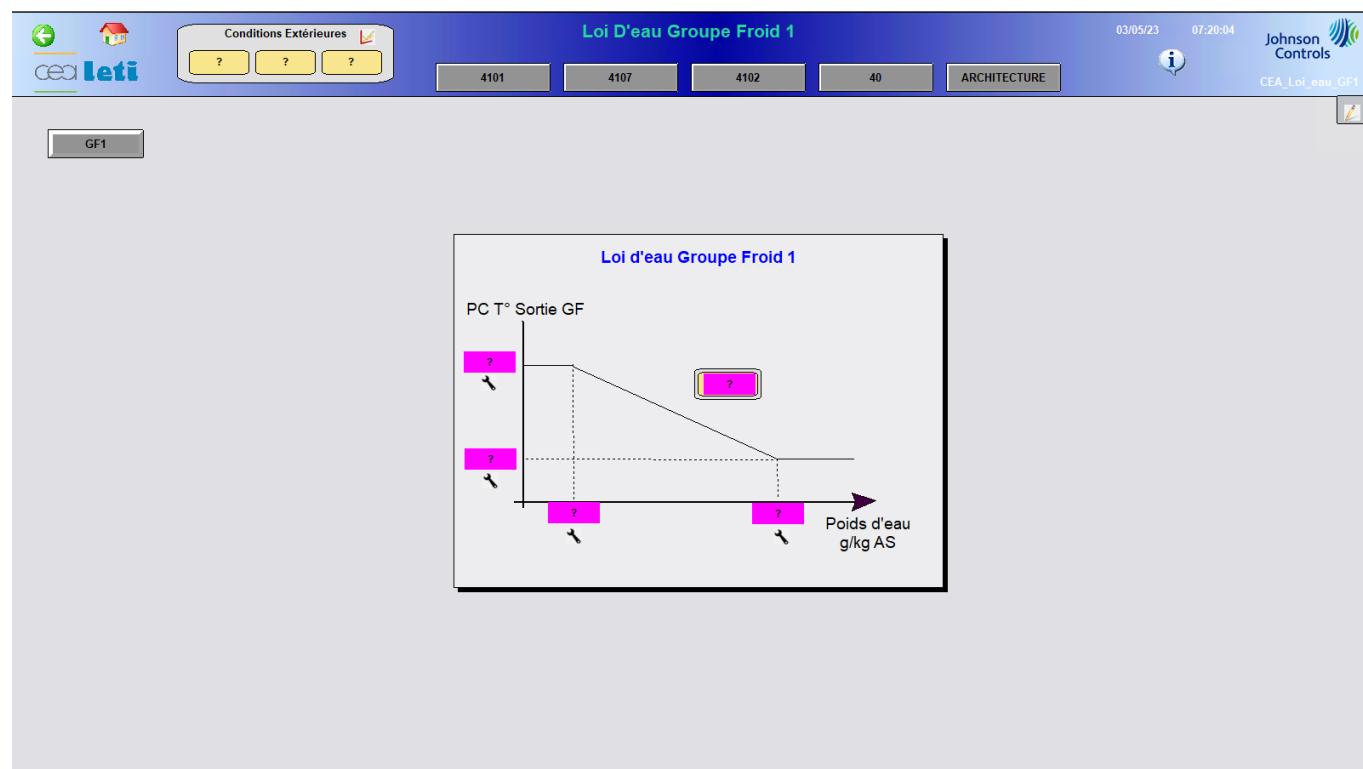 Conditions Extérieures
? ? ?
cea leti
Loi D'eau Groupe Froid 1
4101 4107 4102 40 ARCHITECTURE
03/05/23 07:20:04
Johnson
Controls
CEA_Loi_eau_GF1
GF1
Loi d'eau Groupe Froid 1
PC T° Sortie GF
?
?
?
? ?
Poids d'eau
g/kg AS